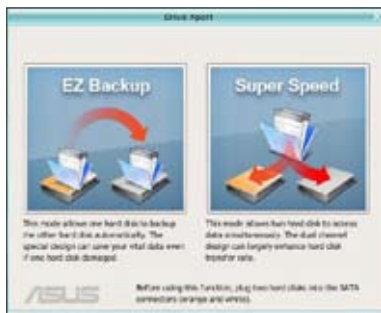 Drive Xpert
EZ Backup
Super Speed
This mode allows one hard disk to backup
the other hard disk automatically. The
special design can save your vital data even
if one hard disk damaged.
This mode allows two hard disk to access
data simultaneously. The dual channel
design can largely enhance hard disk
transfer rate.
ASUS
Before using this function, plug two hard disks into the SATA
connectors (orange and white).